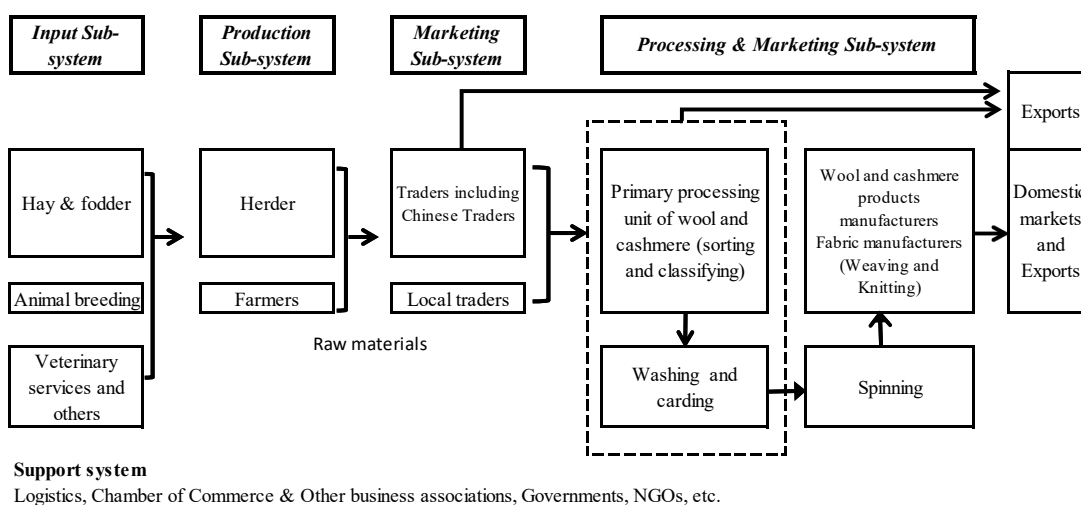 Input Sub-
system
Production
Sub-system
Marketing
Sub-system
Processing & Marketing Sub-system
Exports
Hay & fodder
Herder
Traders including
Chinese Traders
Primary processing
unit of wool and
cashmere (sorting
and classifying)
Wool and cashmere
products
manufacturers
Fabric manufacturers
(Weaving and
Knitting)
Domestic
markets
and
Exports
Animal breeding
Farmers
Local traders
Raw materials
Veterinary
services and
others
Washing and
carding
Spinning
Support system
Logistics, Chamber of Commerce & Other business associations, Governments, NGOs, etc.